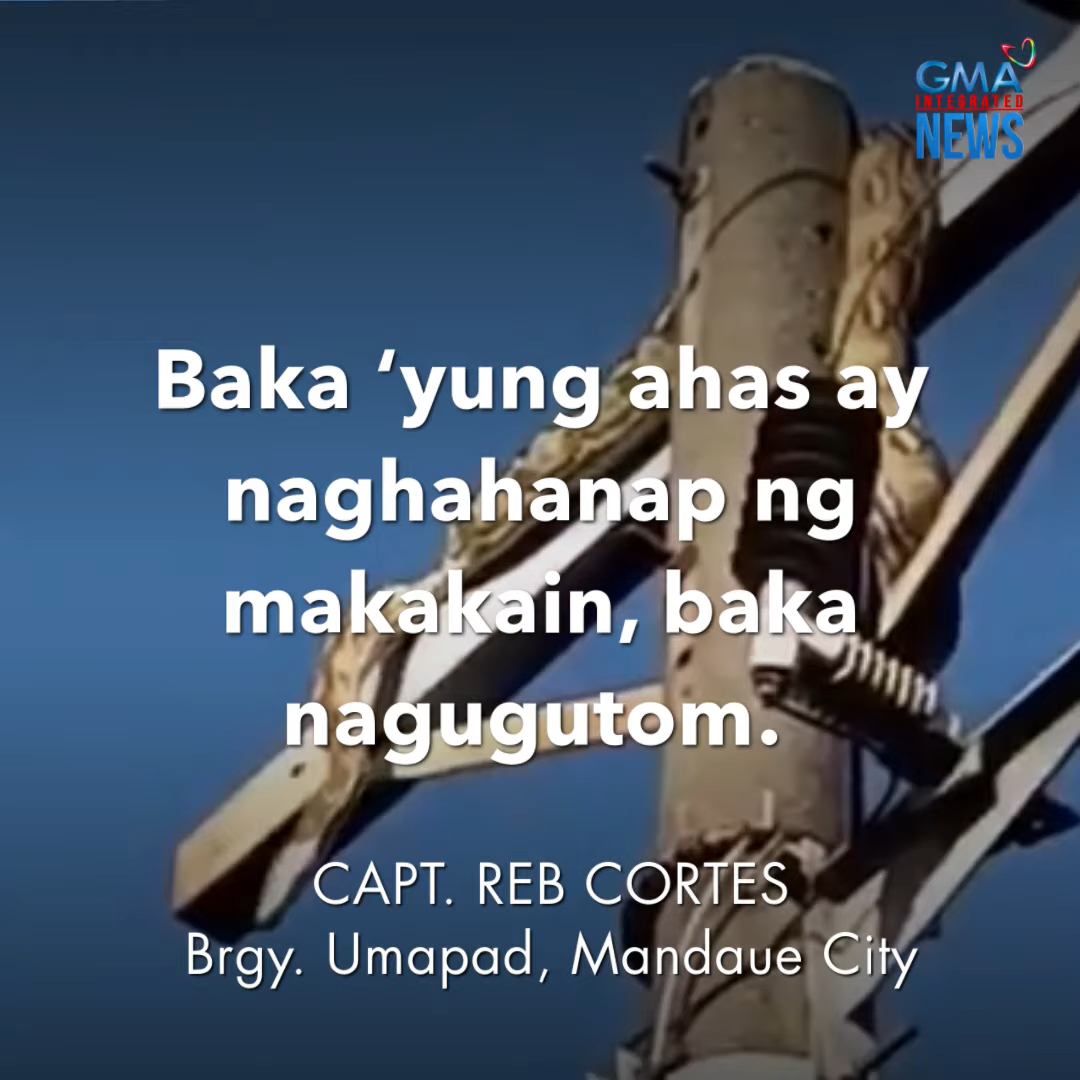 GMA
INTEGRATED
NEWS
Baka ‘yung ahas ay
naghahanap ng
makakain, baka
nagugutom.
CAPT. REB CORTES
Brgy. Umapad, Mandaue City